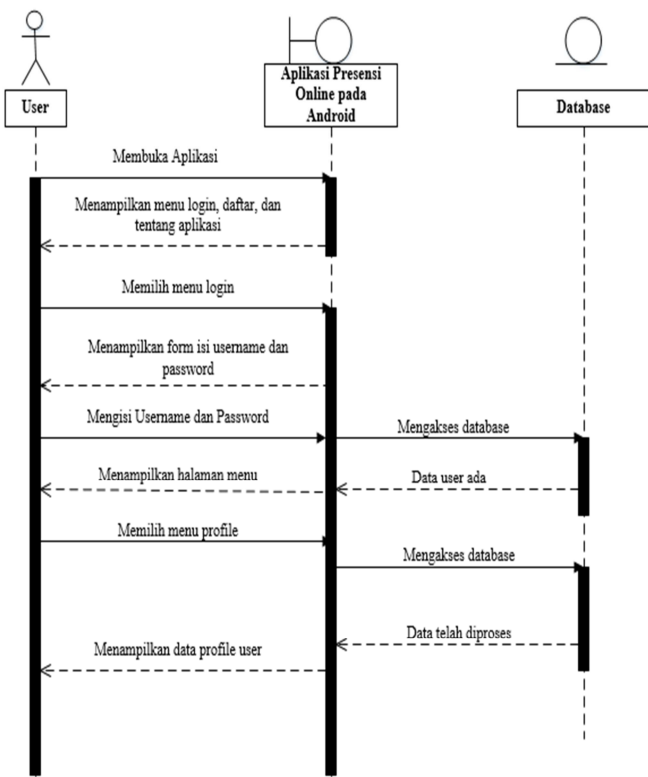 User
Aplikasi Presensi
Online pada
Android
Database
Membuka Aplikasi
Menampilkan menu login, daftar, dan
tentang aplikasi
Memilih menu login
Menampilkan form isi username dan
password
Mengisi Username dan Password
Mengakses database
Menampilkan halaman menu
Data user ada
Memilih menu profile
Mengakses database
Data telah diproses
Menampilkan data profile user